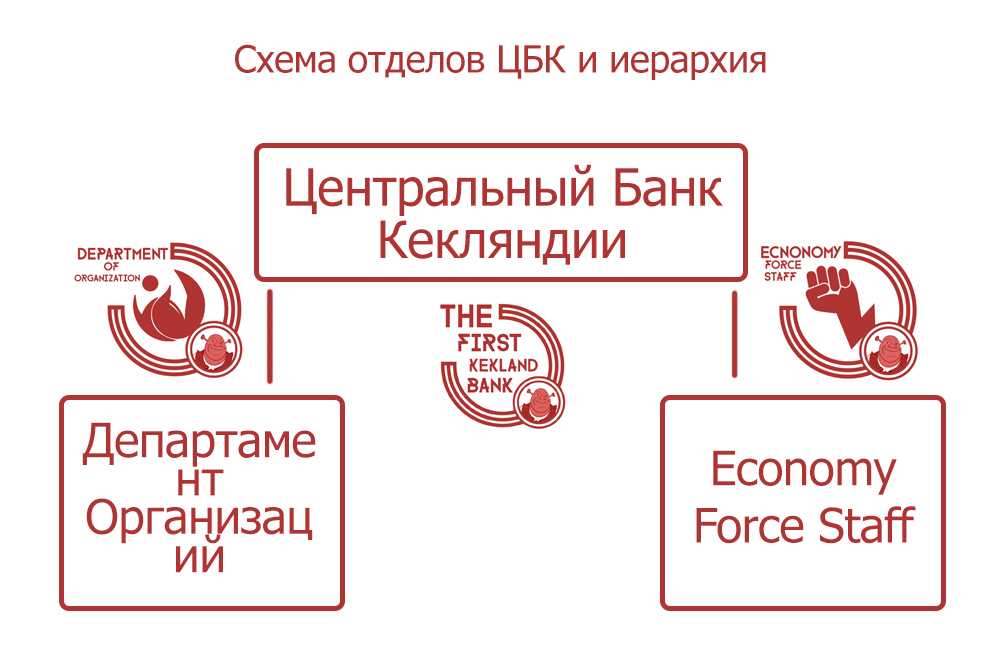 Схема отделов ЦБК и иерархия
Центральный Банк
Кекляндии
DEPARTMENT
OF
ORGANIZATION
ECNONOMY
FORCE
STAFF
THE
FIRST
KEKLAND
BANK
Департаме
нт
Организац
ий
Economy
Force Staff